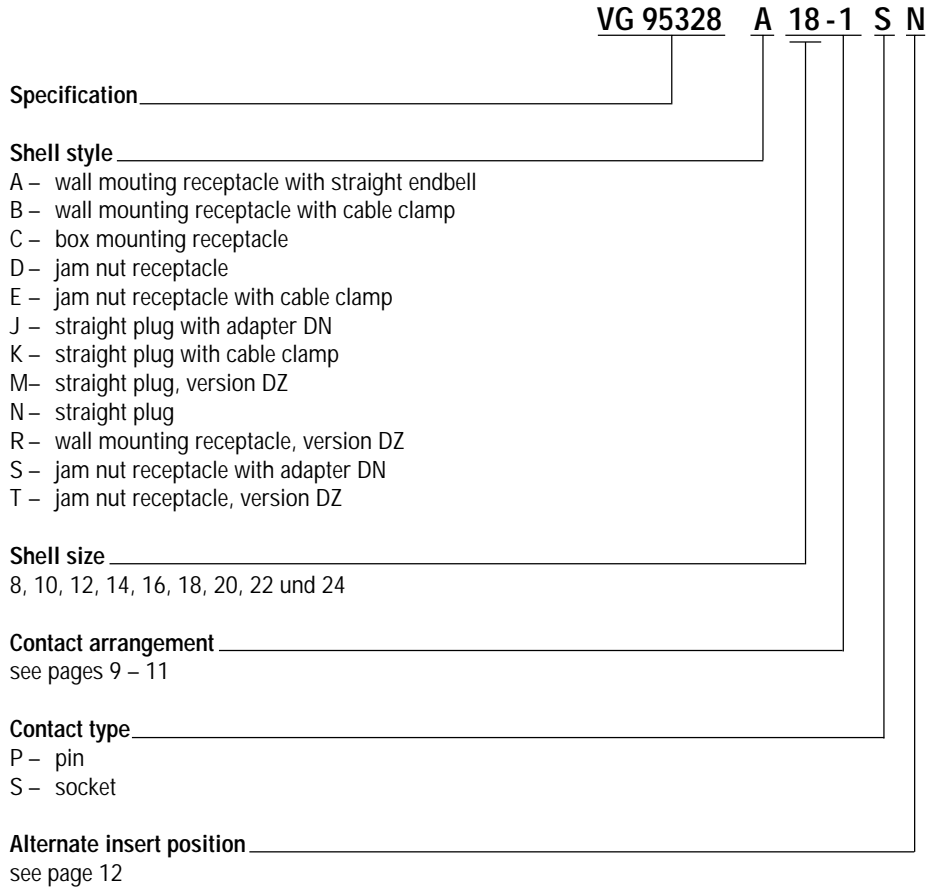 VG 95328 A 18-1 S N
Specification
Shell style
A – wall mouting receptacle with straight endbell
B – wall mounting receptacle with cable clamp
C – box mounting receptacle
D – jam nut receptacle
E – jam nut receptacle with cable clamp
J – straight plug with adapter DN
K – straight plug with cable clamp
M– straight plug, version DZ
N – straight plug
R – wall mounting receptacle, version DZ
S – jam nut receptacle with adapter DN
T – jam nut receptacle, version DZ
Shell size
8, 10, 12, 14, 16, 18, 20, 22 und 24
Contact arrangement
see pages 9 – 11
Contact type
P – pin
S – socket
Alternate insert position
see page 12